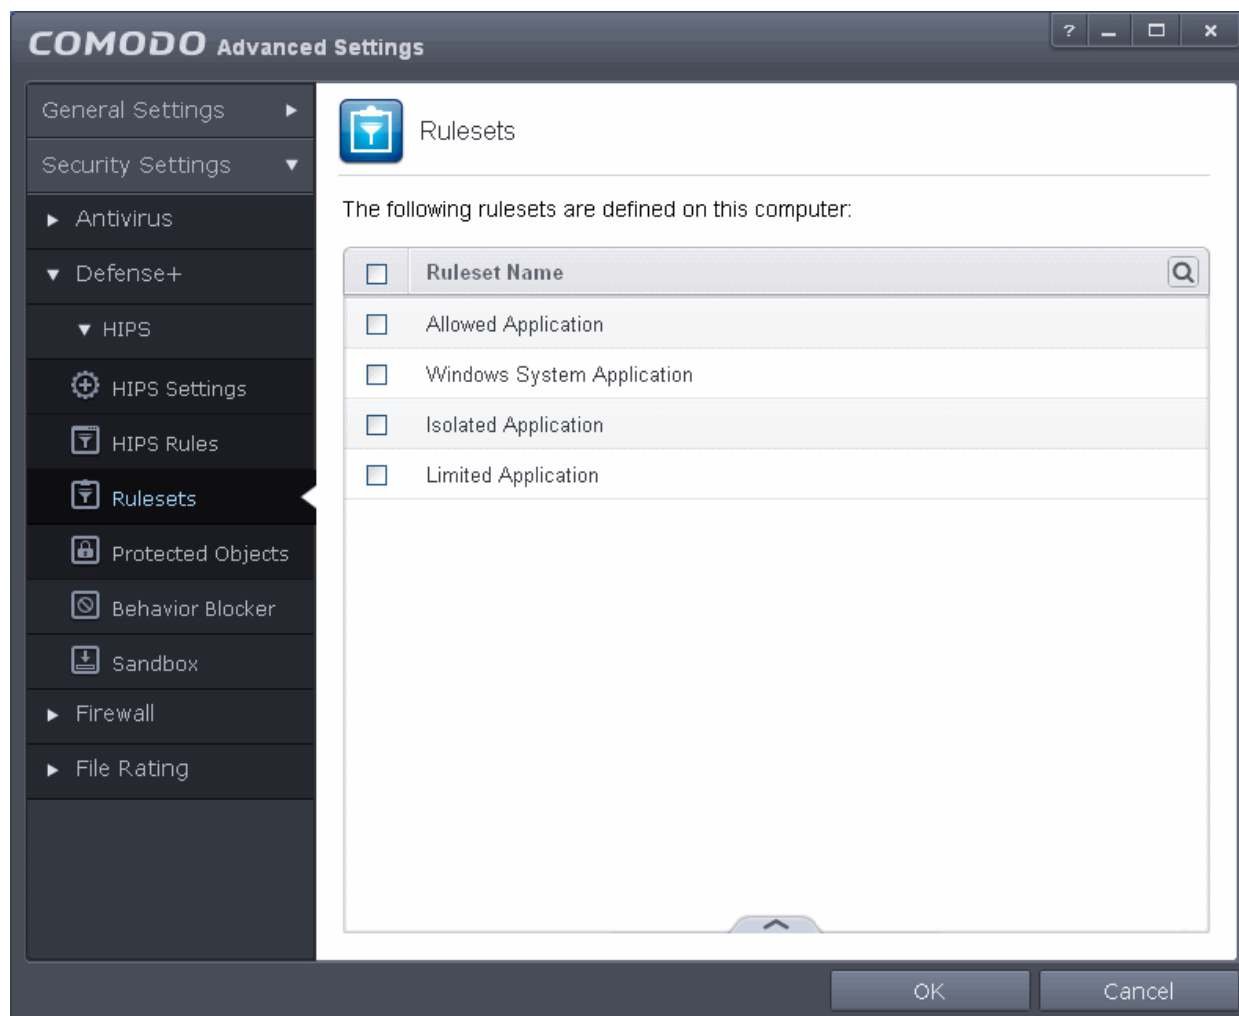 COMODO Advanced Settings
?
General Settings
Security Settings
Antivirus
Defense+
HIPS
HIPS Settings
HIPS Rules
Rulesets
Protected Objects
Behavior Blocker
Sandbox
Firewall
File Rating
Rulesets
The following rulesets are defined on this computer:
Ruleset Name
Allowed Application
Windows System Application
Isolated Application
Limited Application
OK
Cancel